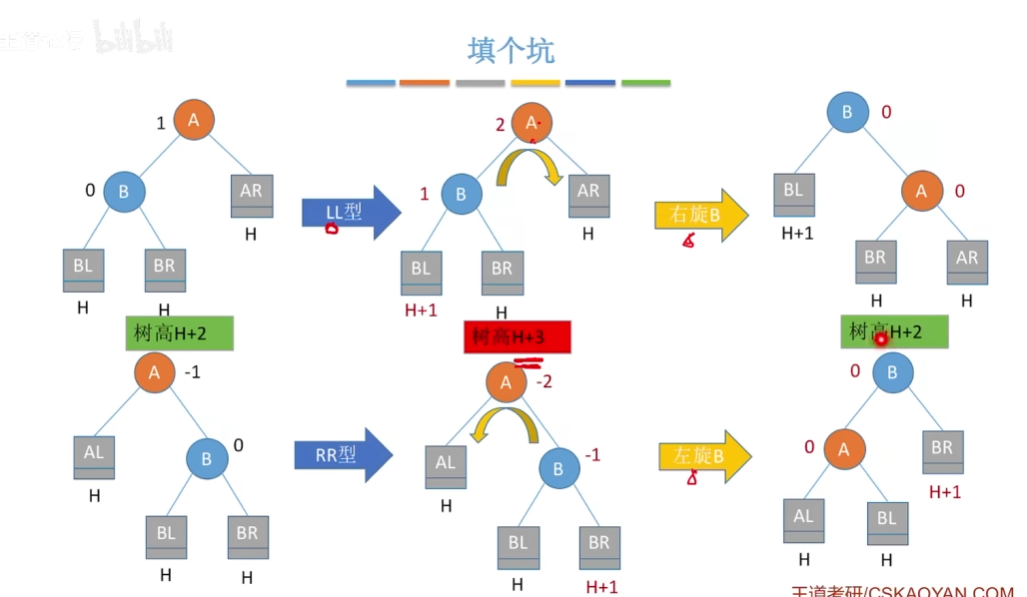 bilibili
填个坑
A
1
0
B
AR
H
BL
BR
H
H
LL型
2
A
1
B
AR
H
BL
BR
H+1
H
右旋B
B
0
BL
H+1
A
0
BR
AR
H
H
树高H+2
树高H+3
树高H+2
A
-1
AL
H
B
0
BL
BR
H
H
RR型
A
-2
AL
H
B
-1
BL
BR
H
H+1
左旋B
0
B
0
A
BR
H+1
AL
BL
H
H
王道考研/CSKAOYAN.COM